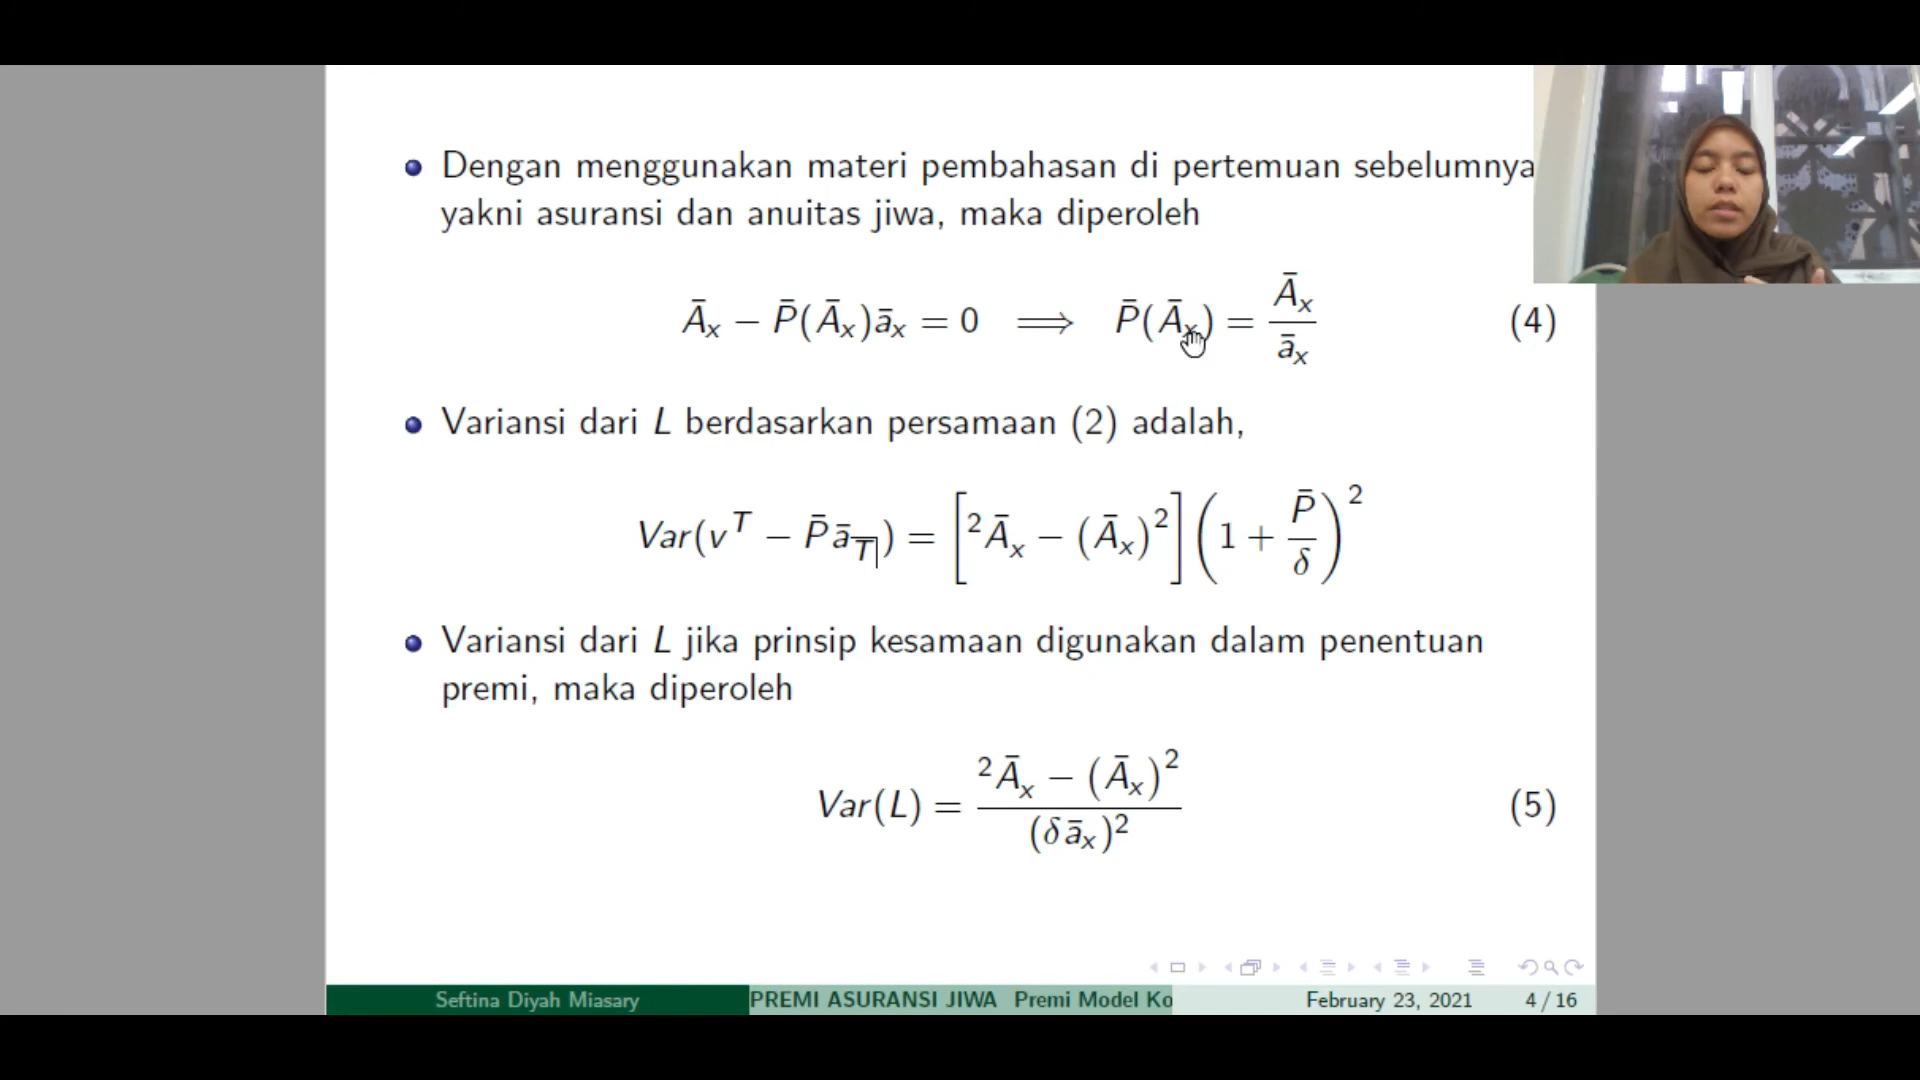 Dengan menggunakan materi pembahasan di pertemuan sebelumnya
yakni asuransi dan anuitas jiwa, maka diperoleh
Ā_x − P̄(Ā_x)ā_x = 0 ⟹ P̄(Ā_x) = Ā_x / ā_x (4)
Variansi dari L berdasarkan persamaan (2) adalah,
Var(v^T − P̄ ā_T̅|) = [²Ā_x − (Ā_x)²] (1 + P̄/δ)²
Variansi dari L jika prinsip kesamaan digunakan dalam penentuan
premi, maka diperoleh
Var(L) = (²Ā_x − (Ā_x)²) / (δā_x)² (5)
Seftina Diyah Miasary PREMI ASURANSI JIWA Premi Model Ko February 23, 2021 4 / 16